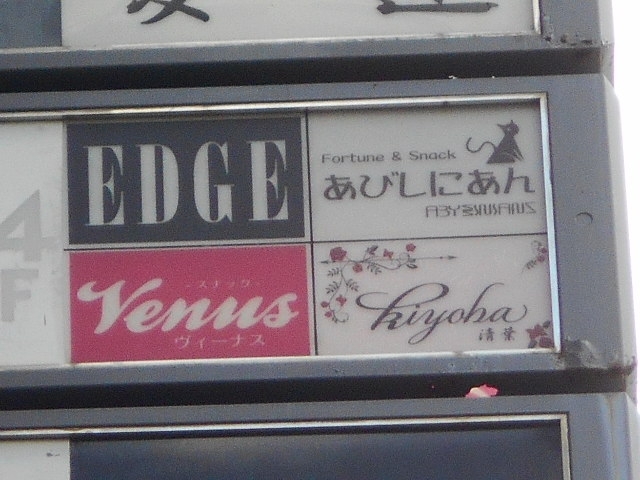 4
F
EDGE
Fortune & Snack
あびしにあん
-スナック-
Venus
ヴィーナス
kiyoha
清葉